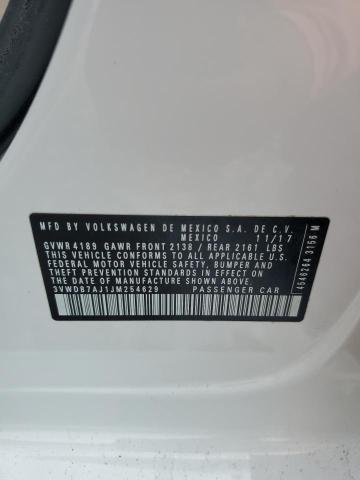 MFD BY VOLKSWAGEN DE MEXICO S.A. DE C.V.
MEXICO 11/17
GVWR 4189 GAWR FRONT 2138 / REAR 2161 LBS
THIS VEHICLE CONFORMS TO ALL APPLICABLE U.S.
FEDERAL MOTOR VEHICLE SAFETY, BUMPER AND
THEFT PREVENTION STANDARDS IN EFFECT ON
THE DATE OF MANUFACTURE SHOWN ABOVE.
3VWDB7AJ1JM254629 PASSENGER CAR
4546264 3156 M